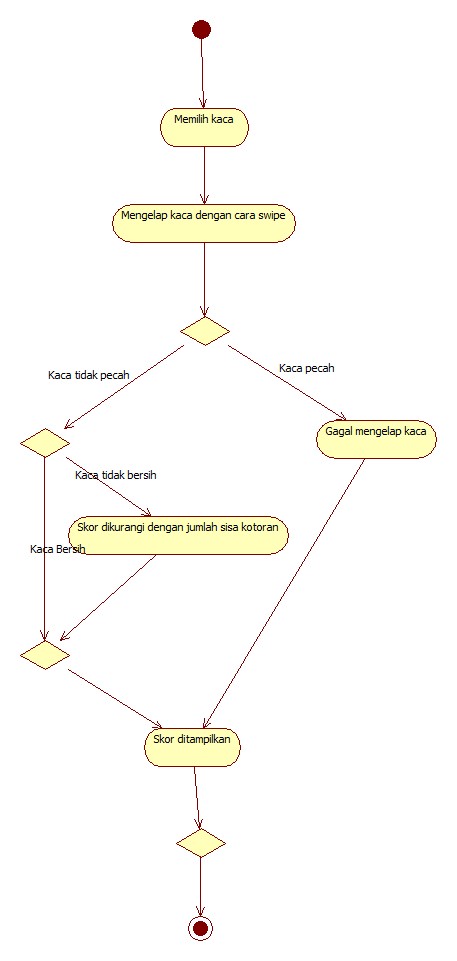 Memilih kaca
Mengelap kaca dengan cara swipe
Kaca pecah
Kaca tidak pecah
Gagal mengelap kaca
Kaca tidak bersih
Skor dikurangi dengan jumlah sisa kotoran
Kaca Bersih
Skor ditampilkan